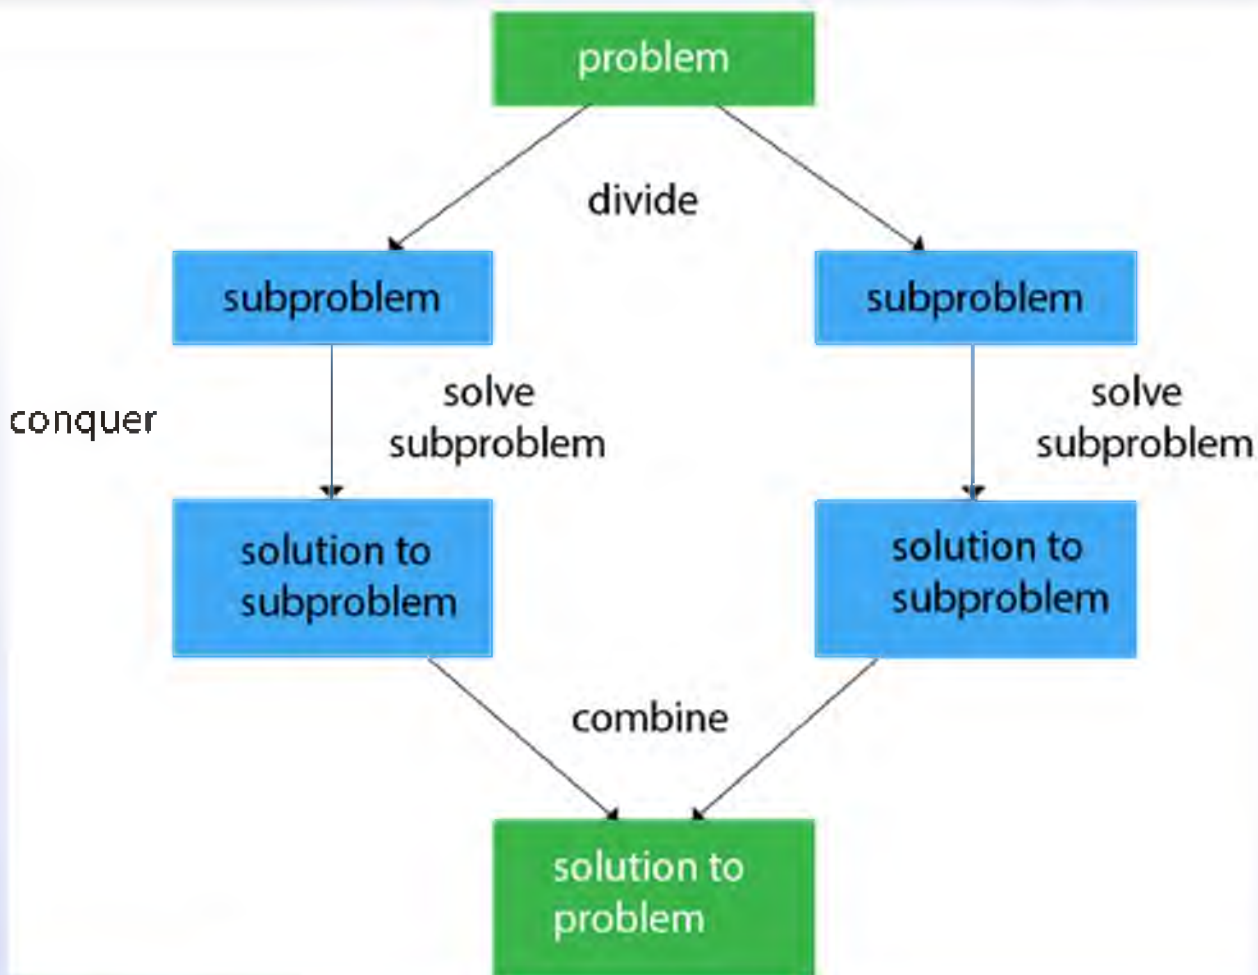 problem
divide
subproblem
subproblem
conquer
solve
subproblem
solve
subproblem
solution to
subproblem
solution to
subproblem
combine
solution to
problem